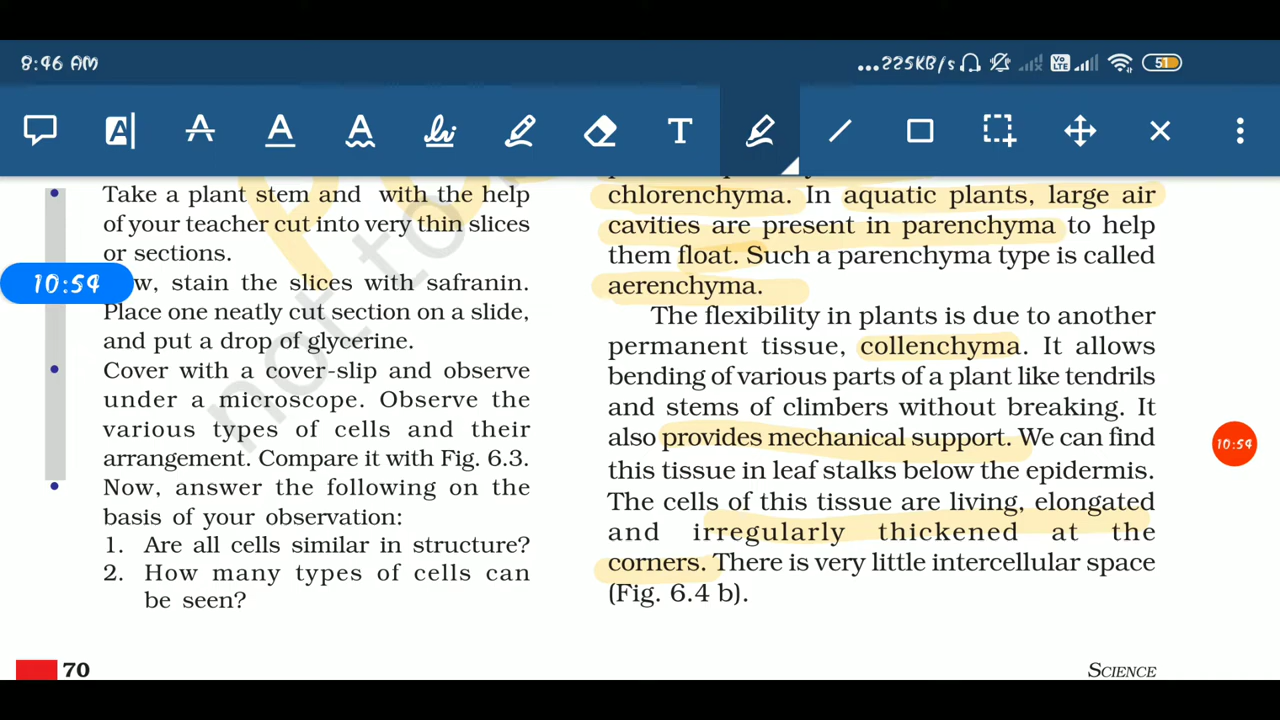 8:46 AM
...225KB/s
Vo LTE
51
A
A
A
A
T
Take a plant stem and with the help
of your teacher cut into very thin slices
or sections.
10:54
w, stain the slices with safranin.
Place one neatly cut section on a slide,
and put a drop of glycerine.
Cover with a cover-slip and observe
under a microscope. Observe the
various types of cells and their
arrangement. Compare it with Fig. 6.3.
Now, answer the following on the
basis of your observation:
1. Are all cells similar in structure?
2. How many types of cells can
be seen?
not to
chlorenchyma. In aquatic plants, large air
cavities are present in parenchyma to help
them float. Such a parenchyma type is called
aerenchyma.
The flexibility in plants is due to another
permanent tissue, collenchyma. It allows
bending of various parts of a plant like tendrils
and stems of climbers without breaking. It
also provides mechanical support. We can find
this tissue in leaf stalks below the epidermis.
The cells of this tissue are living, elongated
and irregularly thickened at the
corners. There is very little intercellular space
(Fig. 6.4 b).
10:54
70
SCIENCE